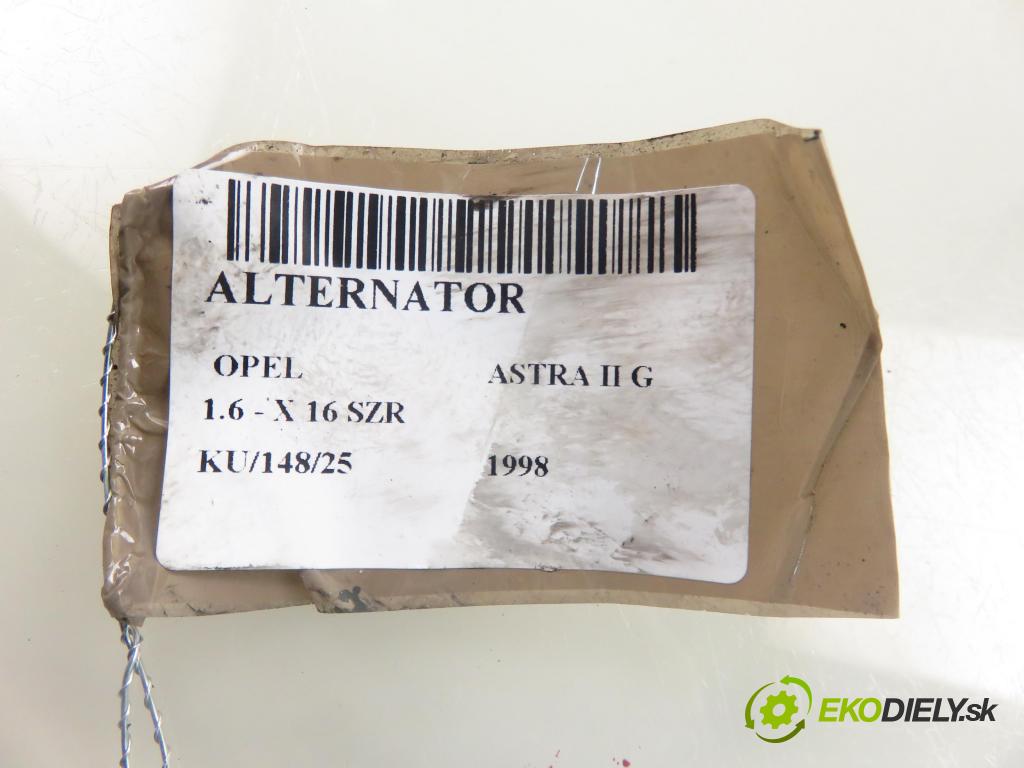 ALTERNATOR
OPEL ASTRA II G
1.6 - X 16 SZR
KU/148/25 1998
EKODIELY.sk